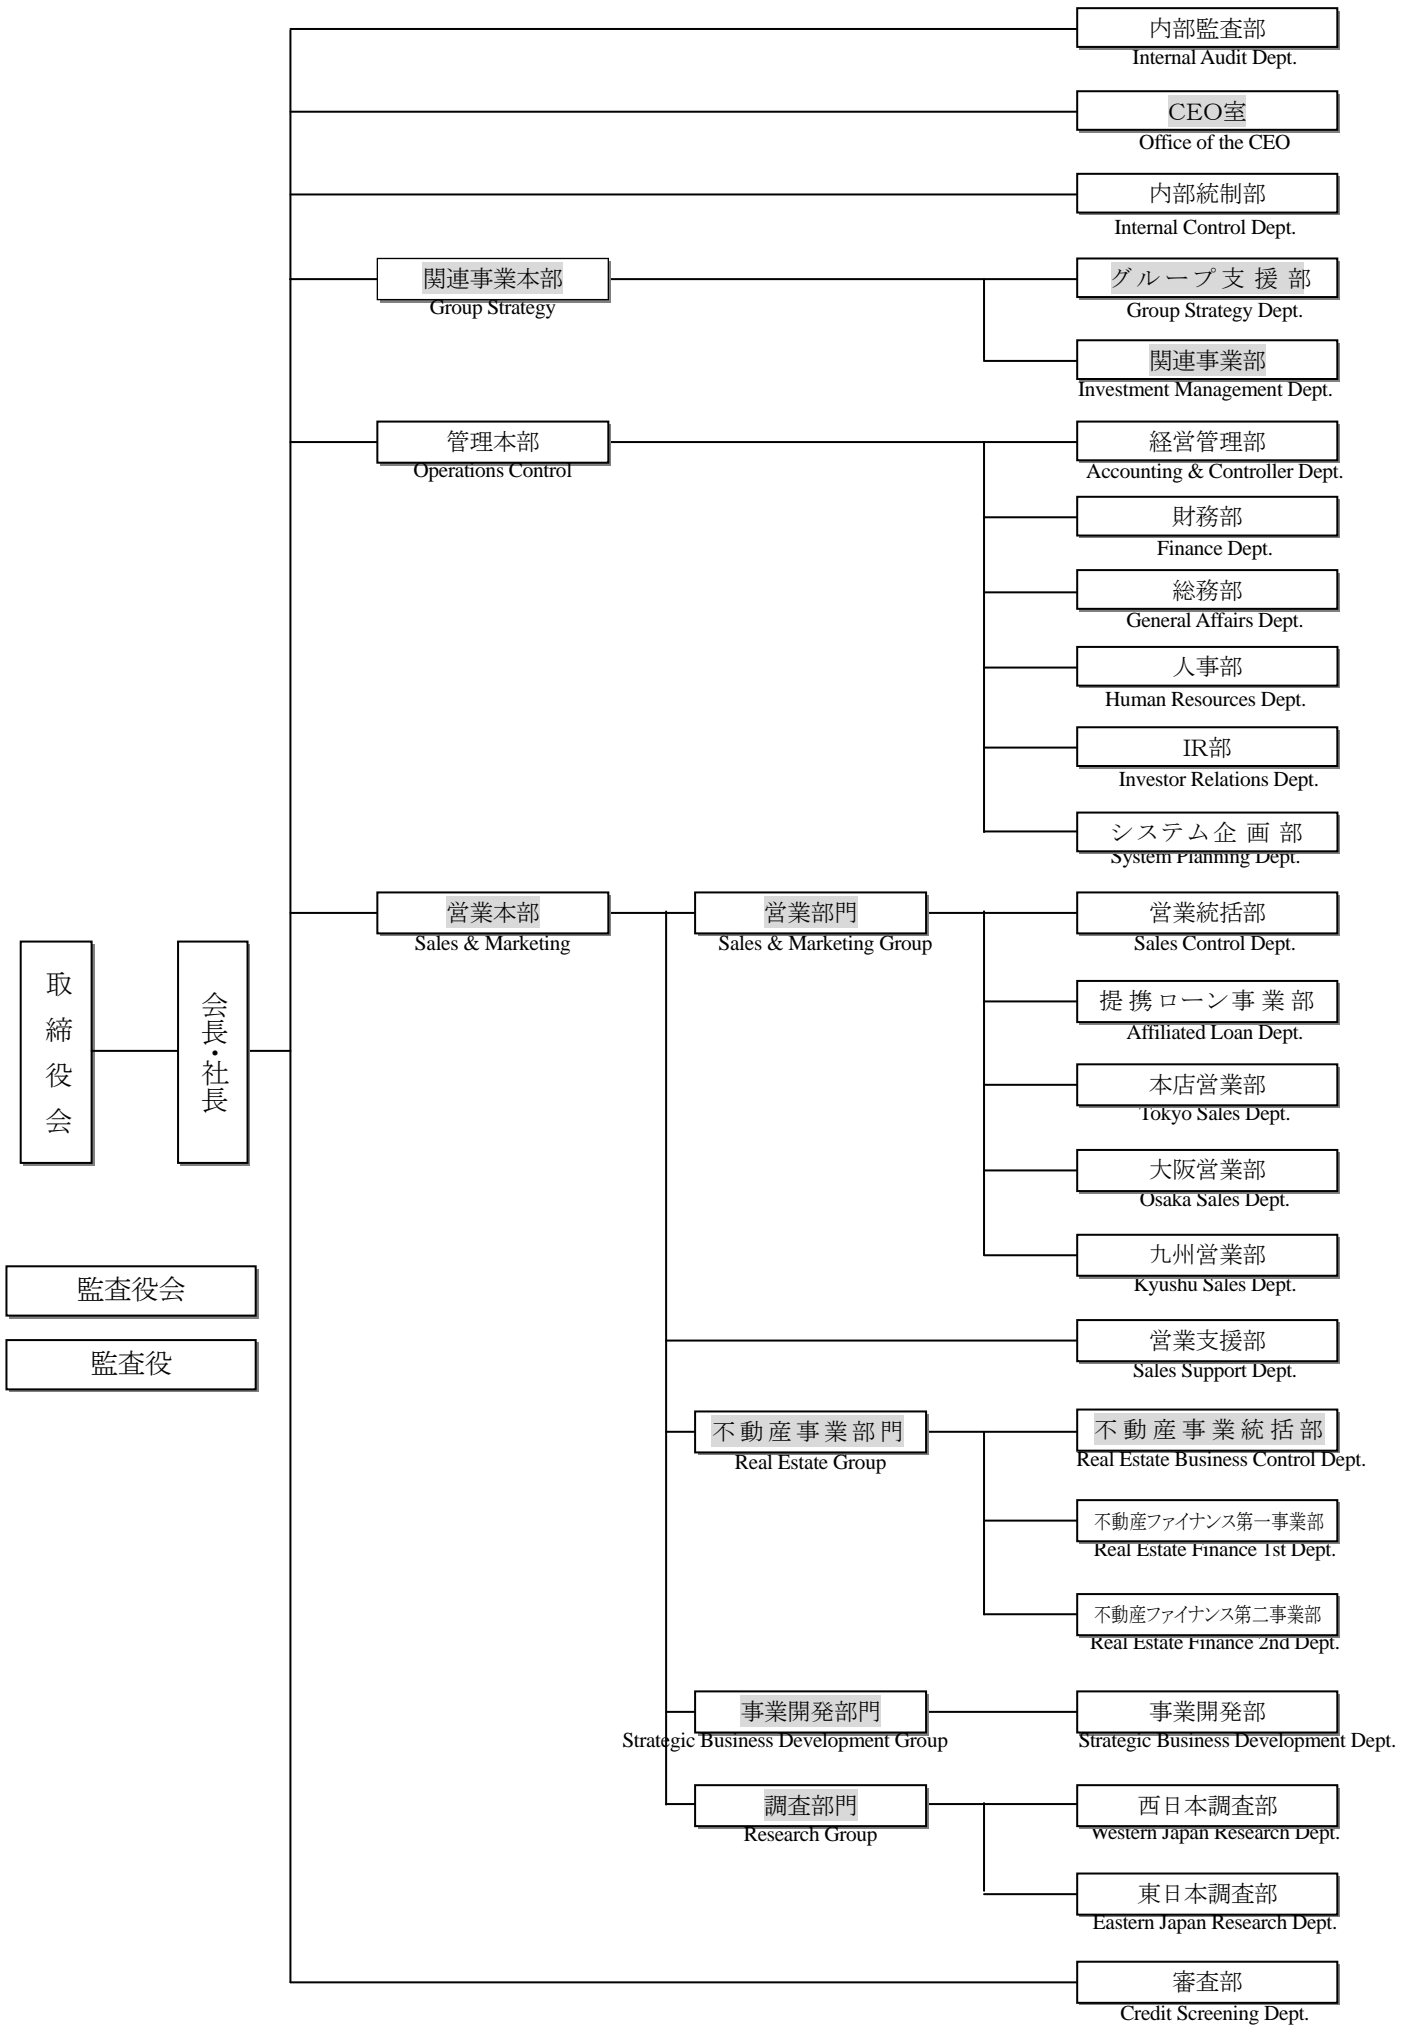 内部監査部
Internal Audit Dept.
CEO室
Office of the CEO
内部統制部
Internal Control Dept.
関連事業本部
Group Strategy
グループ支援部
Group Strategy Dept.
関連事業部
Investment Management Dept.
管理本部
Operations Control
経営管理部
Accounting & Controller Dept.
財務部
Finance Dept.
総務部
General Affairs Dept.
人事部
Human Resources Dept.
IR部
Investor Relations Dept.
システム企画部
System Planning Dept.
営業本部
Sales & Marketing
営業部門
Sales & Marketing Group
営業統括部
Sales Control Dept.
取締役会
会長・社長
提携ローン事業部
Affiliated Loan Dept.
本店営業部
Tokyo Sales Dept.
大阪営業部
Osaka Sales Dept.
九州営業部
Kyushu Sales Dept.
監査役会
監査役
営業支援部
Sales Support Dept.
不動産事業部門
Real Estate Group
不動産事業統括部
Real Estate Business Control Dept.
不動産ファイナンス第一事業部
Real Estate Finance 1st Dept.
不動産ファイナンス第二事業部
Real Estate Finance 2nd Dept.
事業開発部門
Strategic Business Development Group
事業開発部
Strategic Business Development Dept.
調査部門
Research Group
西日本調査部
Western Japan Research Dept.
東日本調査部
Eastern Japan Research Dept.
審査部
Credit Screening Dept.